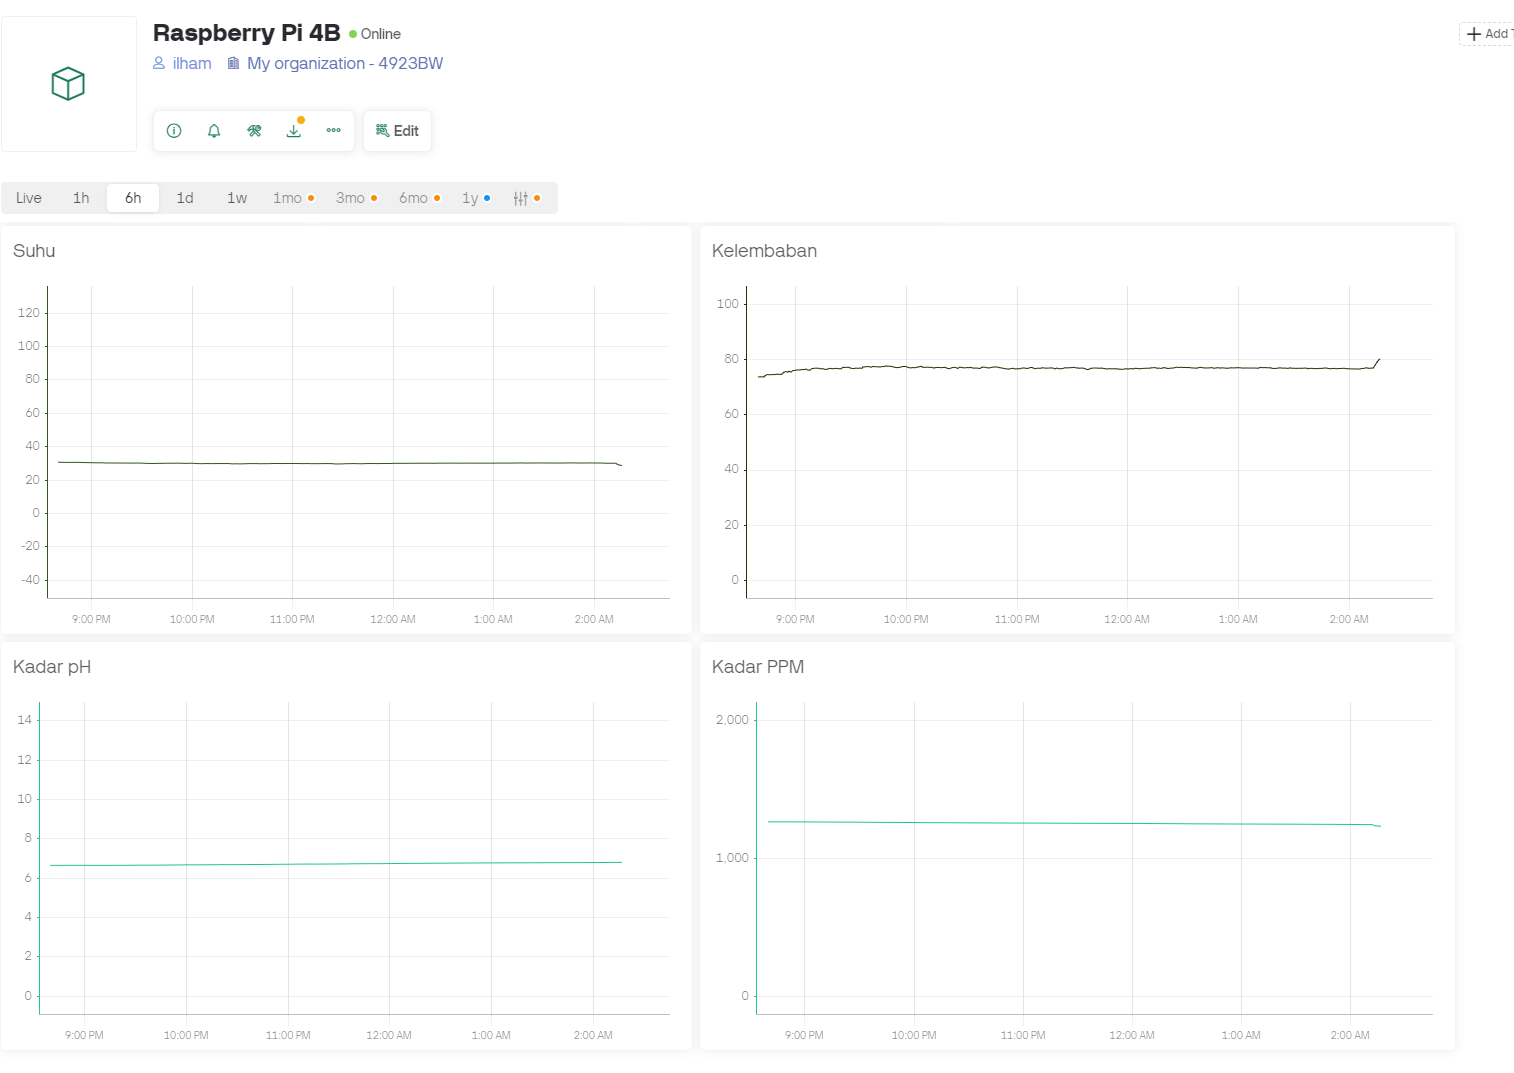 Raspberry Pi 4B Online
ilham My organization - 4923BW
Edit
Add
Live 1h 6h 1d 1w 1mo 3mo 6mo 1y
Suhu
120
100
80
60
40
20
0
-20
-40
9:00 PM 10:00 PM 11:00 PM 12:00 AM 1:00 AM 2:00 AM
Kelembaban
100
80
60
40
20
0
9:00 PM 10:00 PM 11:00 PM 12:00 AM 1:00 AM 2:00 AM
Kadar pH
14
12
10
8
6
4
2
0
9:00 PM 10:00 PM 11:00 PM 12:00 AM 1:00 AM 2:00 AM
Kadar PPM
2,000
1,000
0
9:00 PM 10:00 PM 11:00 PM 12:00 AM 1:00 AM 2:00 AM